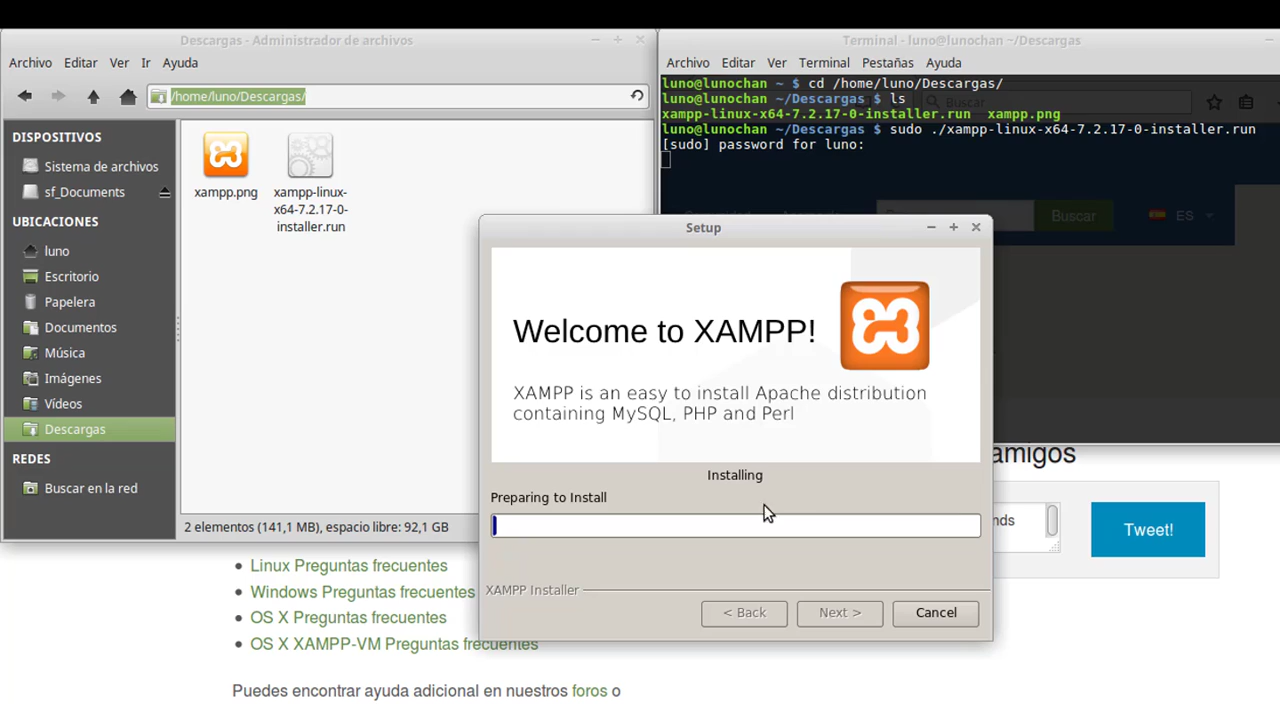 Descargas - Administrador de archivos
Archivo Editar Ver Ir Ayuda
/home/luno/Descargas/
DISPOSITIVOS
Sistema de archivos
sf_Documents
UBICACIONES
luno
Escritorio
Papelera
Documentos
Música
Imágenes
Vídeos
Descargas
REDES
Buscar en la red
xampp.png
xampp-linux-
x64-7.2.17-0-
installer.run
2 elementos (141,1 MB), espacio libre: 92,1 GB
Terminal - luno@lunochan ~/Descargas
Archivo Editar Ver Terminal Pestañas Ayuda
luno@lunochan ~ $ cd /home/luno/Descargas/
luno@lunochan ~/Descargas $ ls
xampp-linux-x64-7.2.17-0-installer.run xampp.png
luno@lunochan ~/Descargas $ sudo ./xampp-linux-x64-7.2.17-0-installer.run
[sudo] password for luno:
Buscar
Buscar
ES
Setup
Welcome to XAMPP!
XAMPP is an easy to install Apache distribution
containing MySQL, PHP and Perl
Installing
Preparing to Install
XAMPP Installer
< Back
Next >
Cancel
amigos
nds
Tweet!
Linux Preguntas frecuentes
Windows Preguntas frecuentes
OS X Preguntas frecuentes
OS X XAMPP-VM Preguntas frecuentes
Puedes encontrar ayuda adicional en nuestros foros o